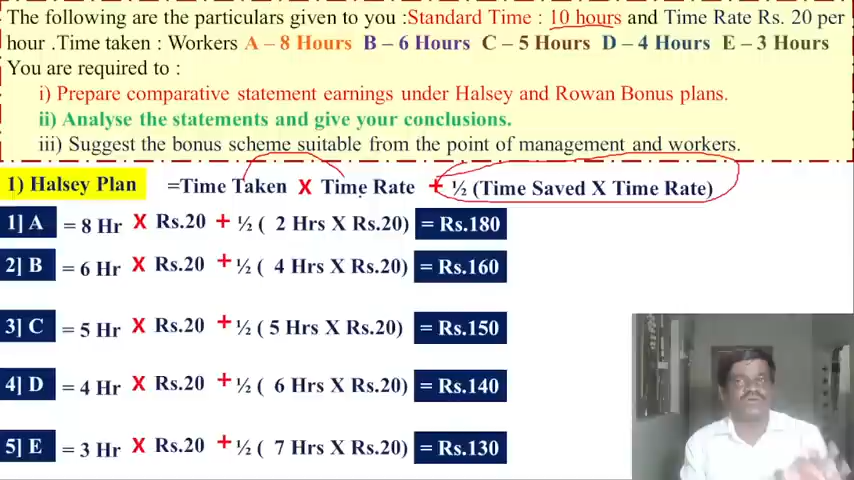 The following are the particulars given to you :Standard Time : 10 hours and Time Rate Rs. 20 per
hour .Time taken : Workers A – 8 Hours B – 6 Hours C – 5 Hours D – 4 Hours E – 3 Hours
You are required to :
i) Prepare comparative statement earnings under Halsey and Rowan Bonus plans.
ii) Analyse the statements and give your conclusions.
iii) Suggest the bonus scheme suitable from the point of management and workers.
1) Halsey Plan =Time Taken X Time Rate + ½ (Time Saved X Time Rate)
1] A = 8 Hr X Rs.20 + ½ ( 2 Hrs X Rs.20) = Rs.180
2] B = 6 Hr X Rs.20 + ½ ( 4 Hrs X Rs.20) = Rs.160
3] C = 5 Hr X Rs.20 + ½ ( 5 Hrs X Rs.20) = Rs.150
4] D = 4 Hr X Rs.20 + ½ ( 6 Hrs X Rs.20) = Rs.140
5] E = 3 Hr X Rs.20 + ½ ( 7 Hrs X Rs.20) = Rs.130